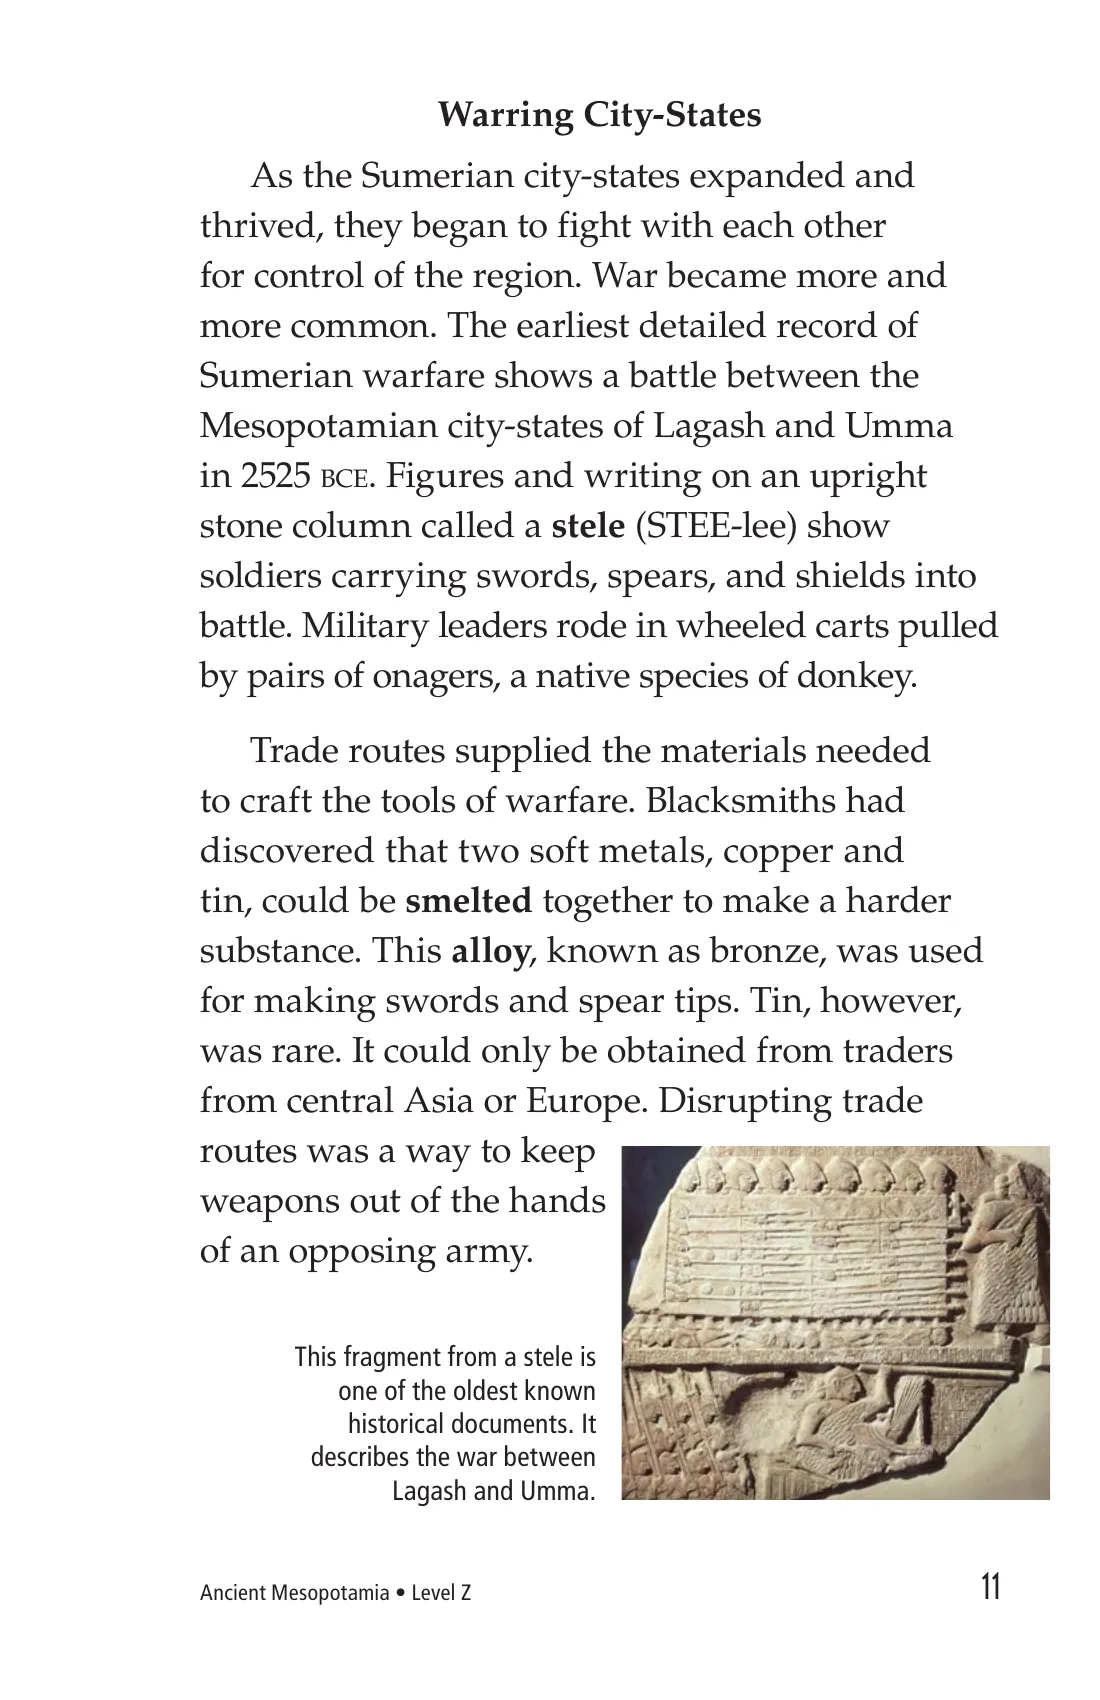 Warring City-States
As the Sumerian city-states expanded and
thrived, they began to fight with each other
for control of the region. War became more and
more common. The earliest detailed record of
Sumerian warfare shows a battle between the
Mesopotamian city-states of Lagash and Umma
in 2525 BCE. Figures and writing on an upright
stone column called a stele (STEE-lee) show
soldiers carrying swords, spears, and shields into
battle. Military leaders rode in wheeled carts pulled
by pairs of onagers, a native species of donkey.
Trade routes supplied the materials needed
to craft the tools of warfare. Blacksmiths had
discovered that two soft metals, copper and
tin, could be smelted together to make a harder
substance. This alloy, known as bronze, was used
for making swords and spear tips. Tin, however,
was rare. It could only be obtained from traders
from central Asia or Europe. Disrupting trade
routes was a way to keep
weapons out of the hands
of an opposing army.
This fragment from a stele is
one of the oldest known
historical documents. It
describes the war between
Lagash and Umma.
Ancient Mesopotamia • Level Z
11